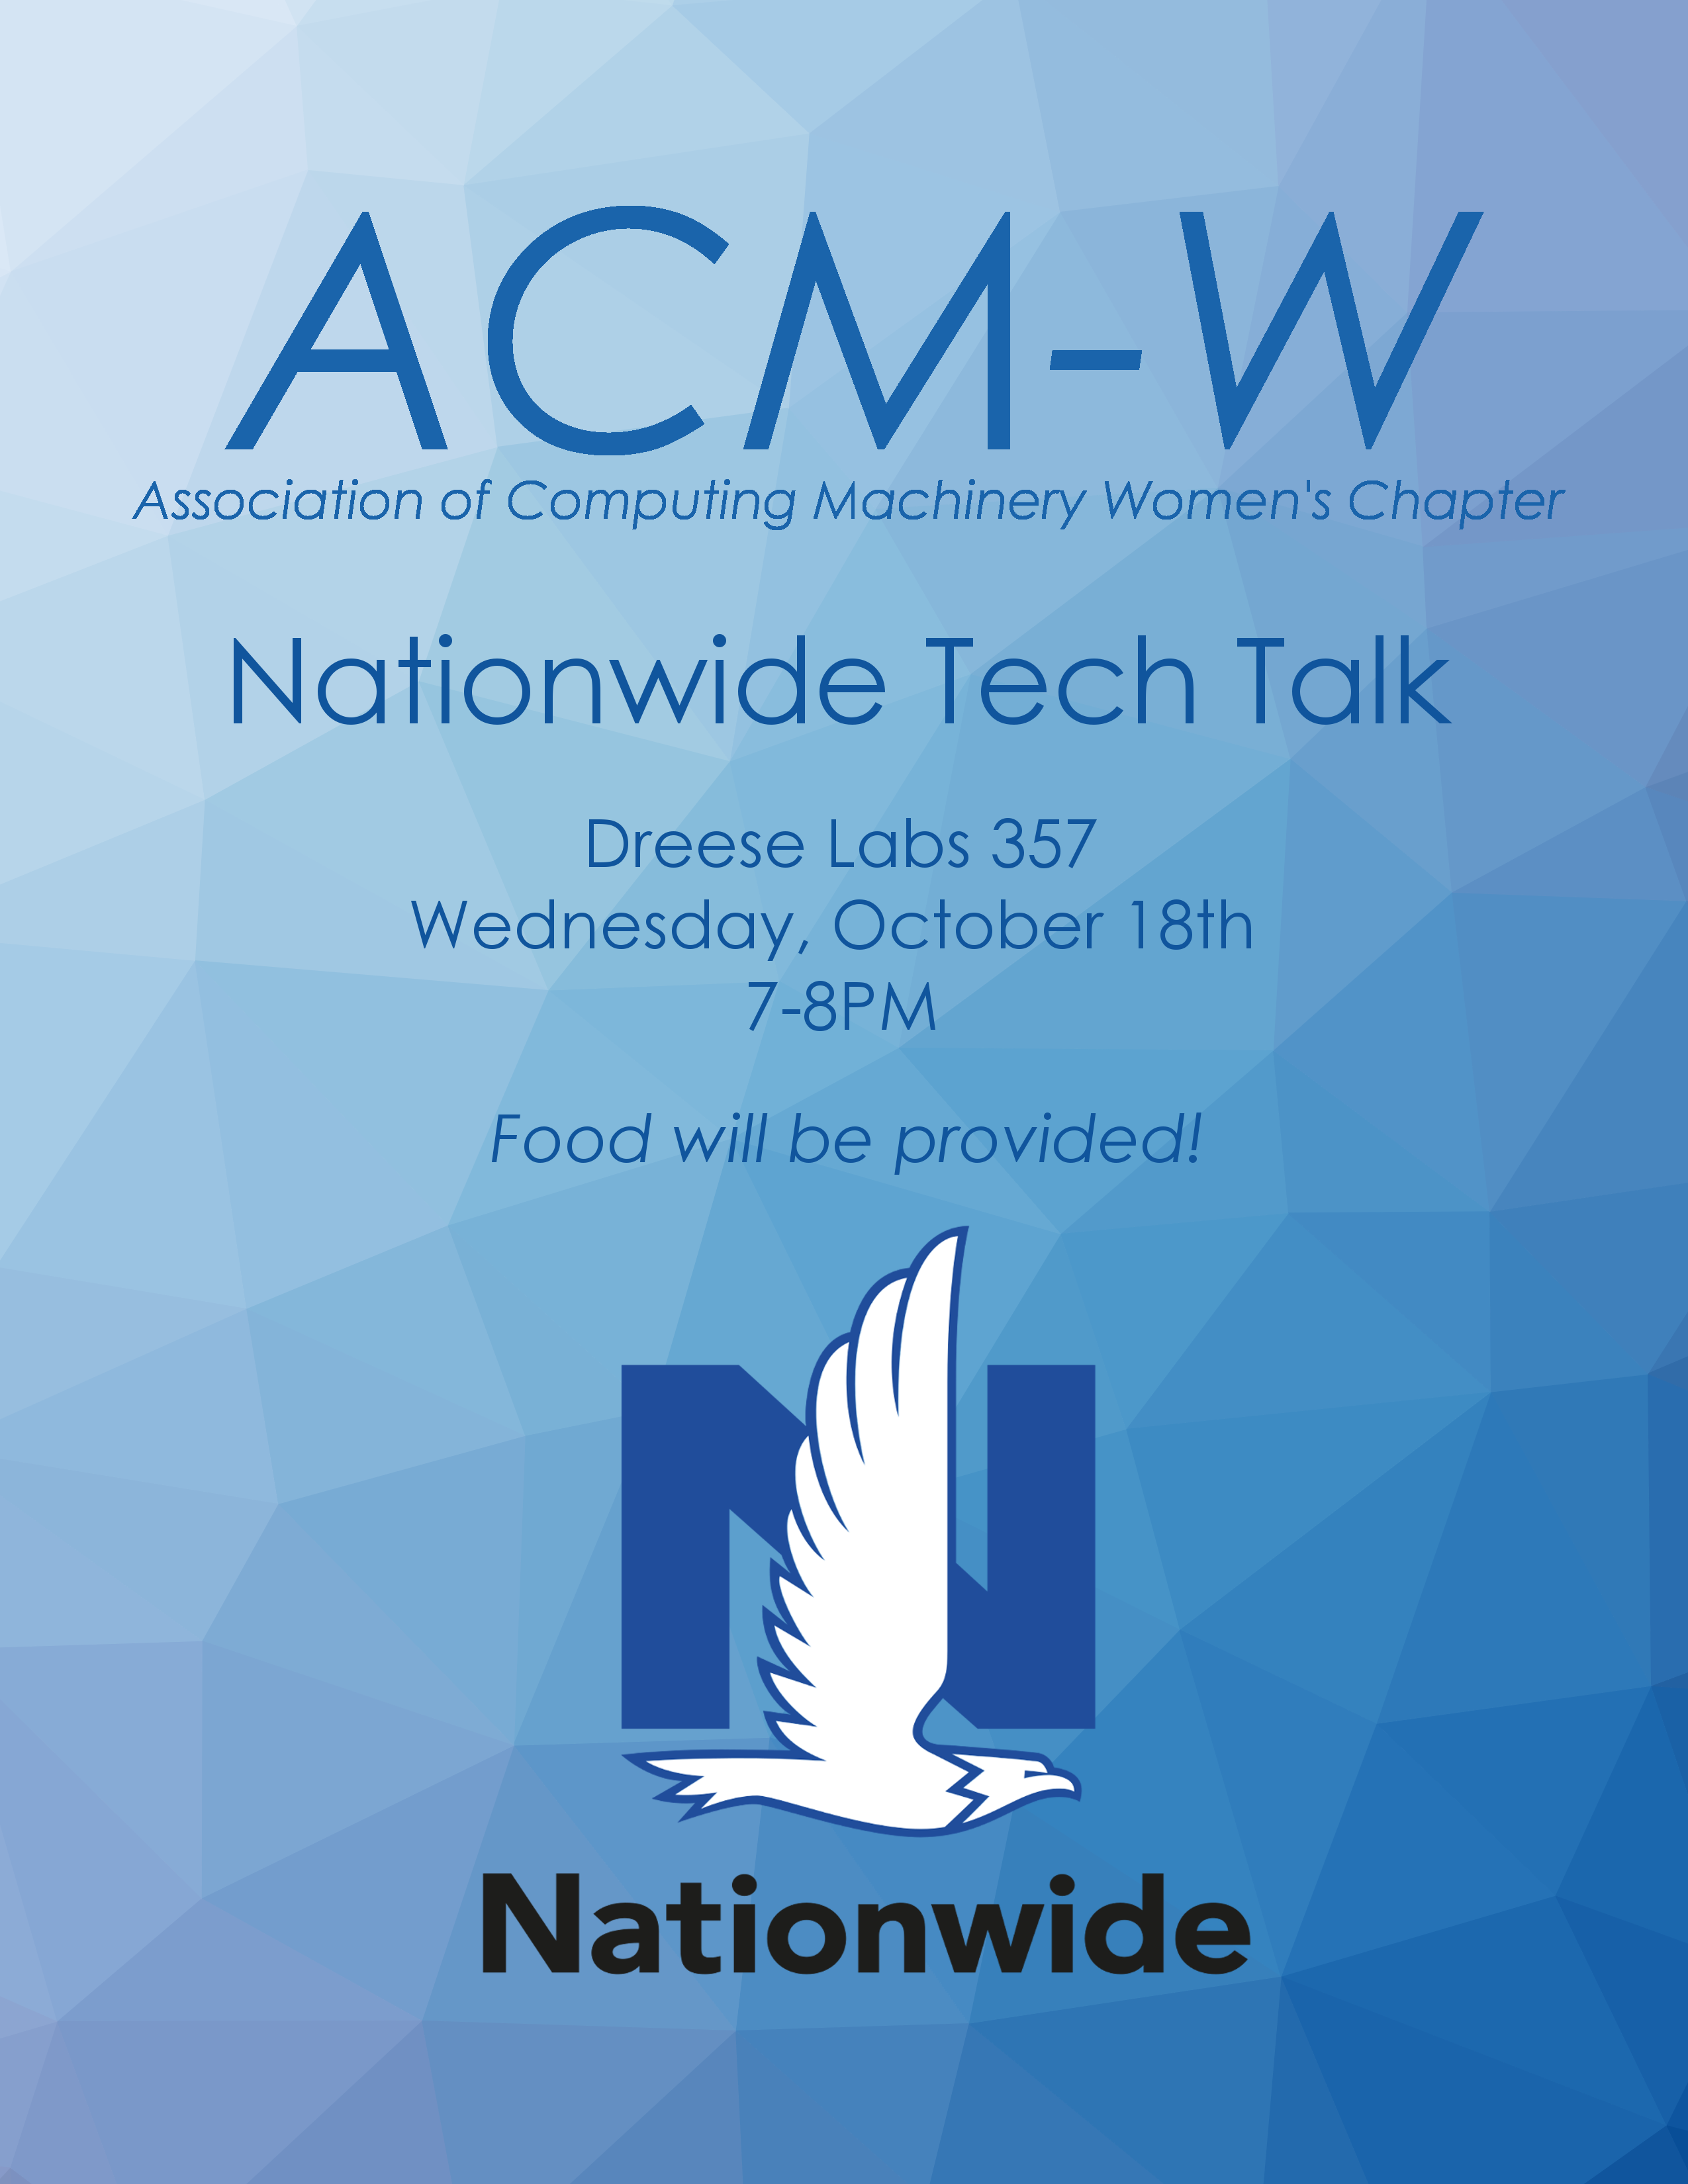 ACM-W
Association of Computing Machinery Women's Chapter
Nationwide Tech Talk
Dreese Labs 357
Wednesday, October 18th
7-8PM
Food will be provided!
N
Nationwide